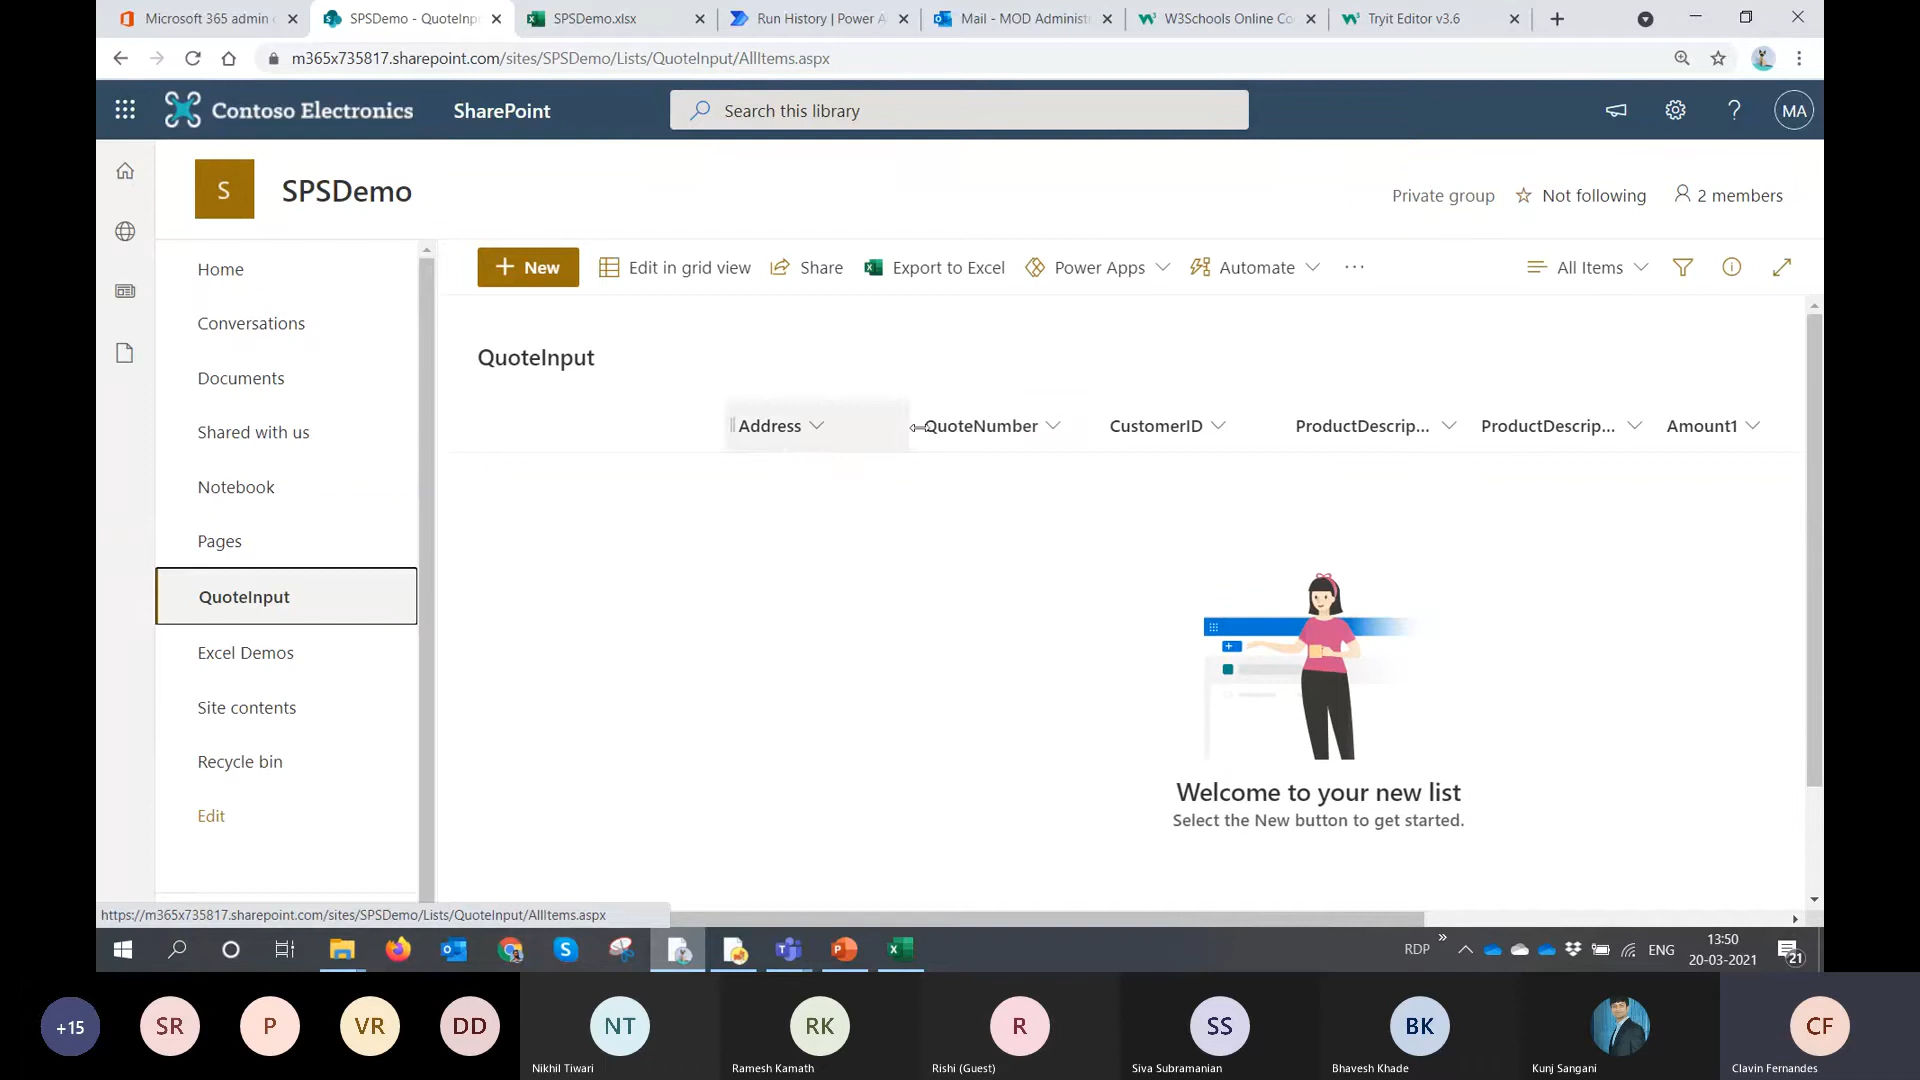 Microsoft 365 admin c
SPSDemo - QuoteInp
SPSDemo.xlsx
Run History | Power A
Mail - MOD Administ
W3Schools Online Co
Tryit Editor v3.6
m365x735817.sharepoint.com/sites/SPSDemo/Lists/QuoteInput/AllItems.aspx
Contoso Electronics
SharePoint
Search this library
MA
S
SPSDemo
Private group
Not following
2 members
Home
Conversations
Documents
Shared with us
Notebook
Pages
QuoteInput
Excel Demos
Site contents
Recycle bin
Edit
New
Edit in grid view
Share
Export to Excel
Power Apps
Automate
All Items
QuoteInput
Address
QuoteNumber
CustomerID
ProductDescrip...
ProductDescrip...
Amount1
Welcome to your new list
Select the New button to get started.
https://m365x735817.sharepoint.com/sites/SPSDemo/Lists/QuoteInput/AllItems.aspx
RDP
ENG
13:50
20-03-2021
21
+15
SR
P
VR
DD
NT
Nikhil Tiwari
RK
Ramesh Kamath
R
Rishi (Guest)
SS
Siva Subramanian
BK
Bhavesh Khade
Kunj Sangani
CF
Clavin Fernandes